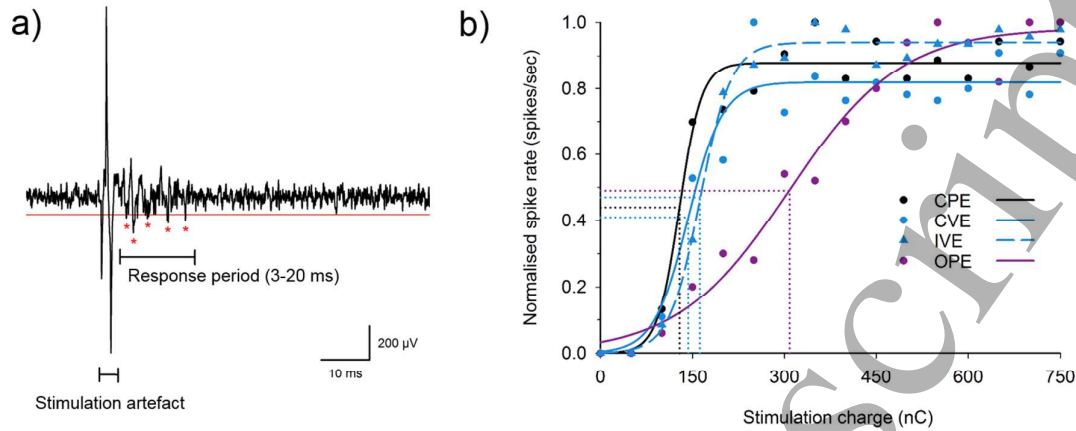 a)
* * * * *
Response period (3-20 ms)
200 µV
10 ms
Stimulation artefact
b)
Normalised spike rate (spikes/sec)
1.0
0.8
0.6
0.4
0.2
0.0
CPE
CVE
IVE
OPE
0 150 300 450 600 750
Stimulation charge (nC)
scrip